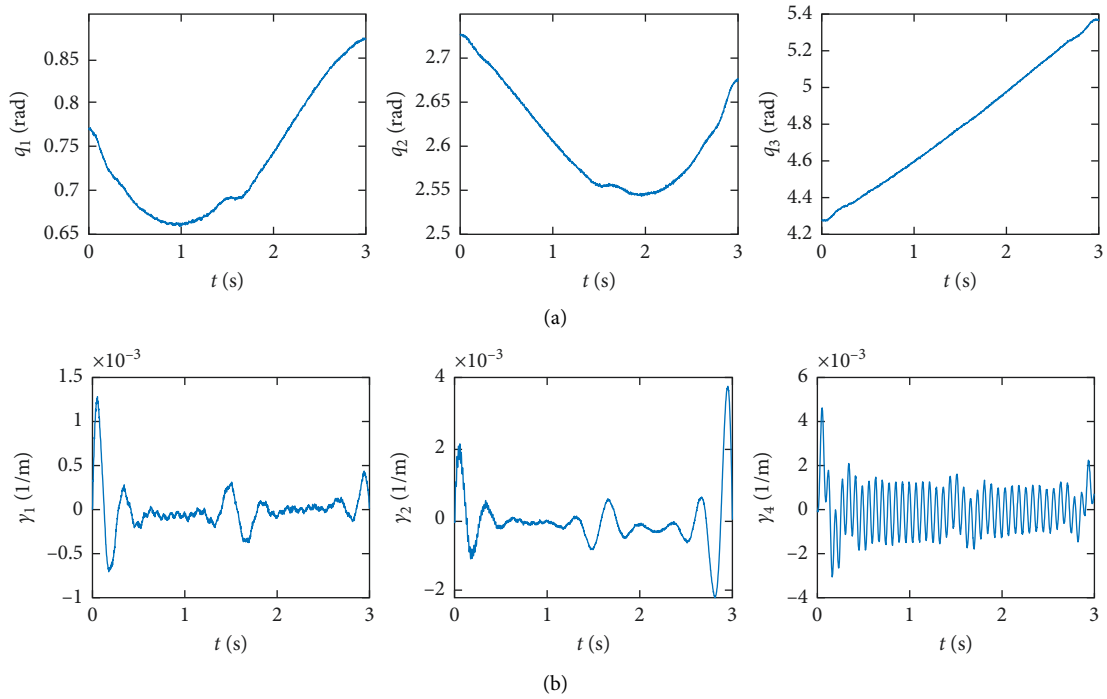 0.85
0.8
0.75
0.7
0.65
q1 (rad)
0 1 2 3
t (s)
2.7
2.65
2.6
2.55
2.5
q2 (rad)
0 1 2 3
t (s)
5.4
5.2
5
4.8
4.6
4.4
4.2
q3 (rad)
0 1 2 3
t (s)
(a)
×10−3
1.5
1
0.5
0
−0.5
−1
γ1 (1/m)
0 1 2 3
t (s)
×10−3
4
2
0
−2
γ2 (1/m)
0 1 2 3
t (s)
×10−3
6
4
2
0
−2
−4
γ4 (1/m)
0 1 2 3
t (s)
(b)